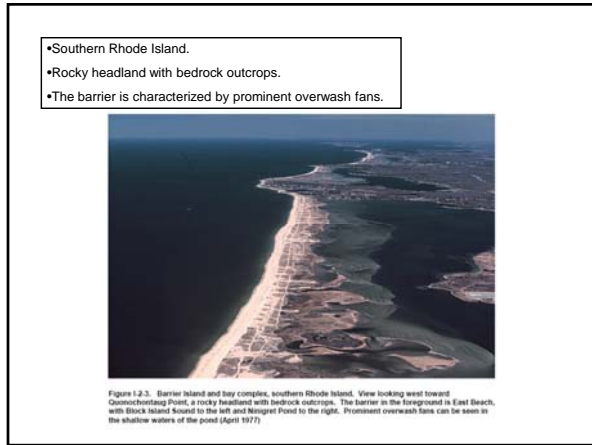 •Southern Rhode Island.
•Rocky headland with bedrock outcrops.
•The barrier is characterized by prominent overwash fans.
Figure I-2-3. Barrier Island and bay complex, southern Rhode Island. View looking west toward
Quonochontaug Point, a rocky headland with bedrock outcrops. The barrier in the foreground is East Beach,
with Block Island Sound to the left and Ninigret Pond to the right. Prominent overwash fans can be seen in
the shallow waters of the pond (April 1977)